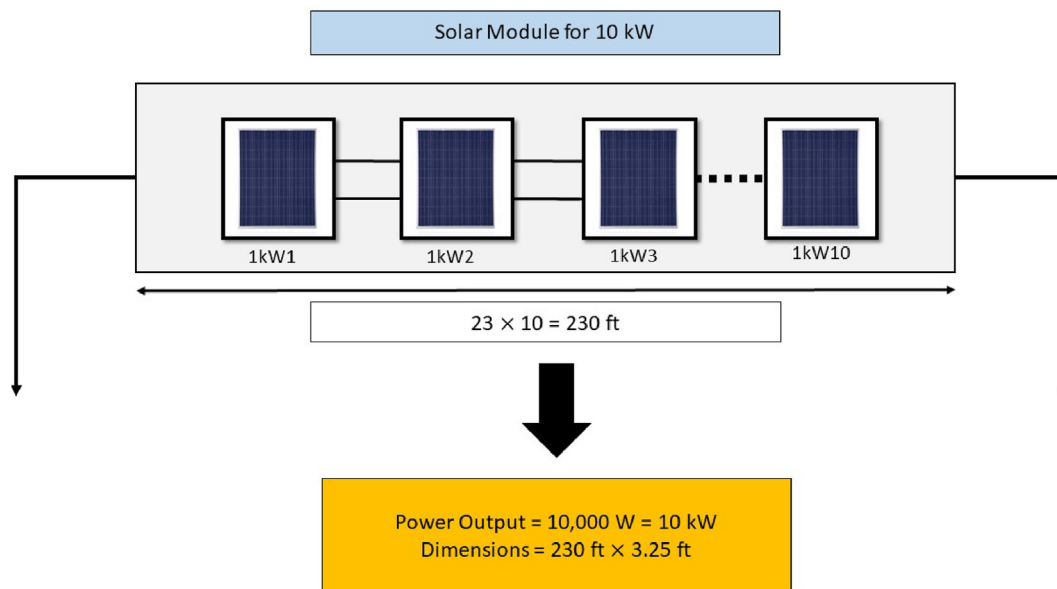 Solar Module for 10 kW
1kW1
1kW2
1kW3
1kW10
23 × 10 = 230 ft
Power Output = 10,000 W = 10 kW
Dimensions = 230 ft × 3.25 ft